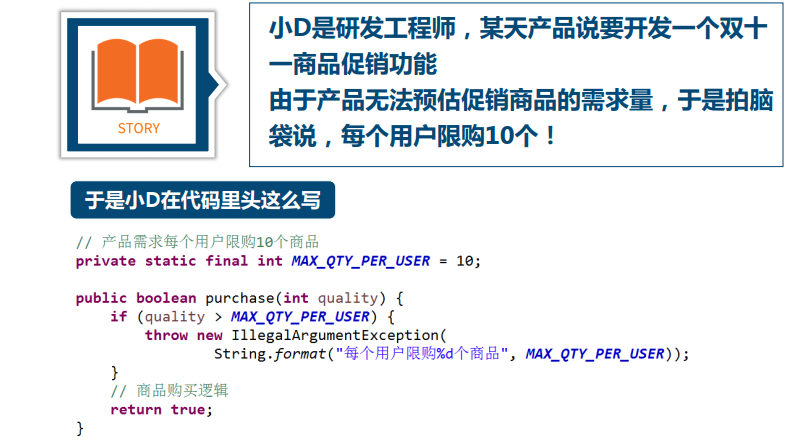 小D是研发工程师，某天产品说要开发一个双十
一商品促销功能
由于产品无法预估促销商品的需求量，于是拍脑
袋说，每个用户限购10个！
STORY
于是小D在代码里头这么写
// 产品需求每个用户限购10个商品
private static final int MAX_QTY_PER_USER = 10;
public boolean purchase(int quality) {
if (quality > MAX_QTY_PER_USER) {
throw new IllegalArgumentException(
String.format("每个用户限购%d个商品", MAX_QTY_PER_USER));
}
// 商品购买逻辑
return true;
}